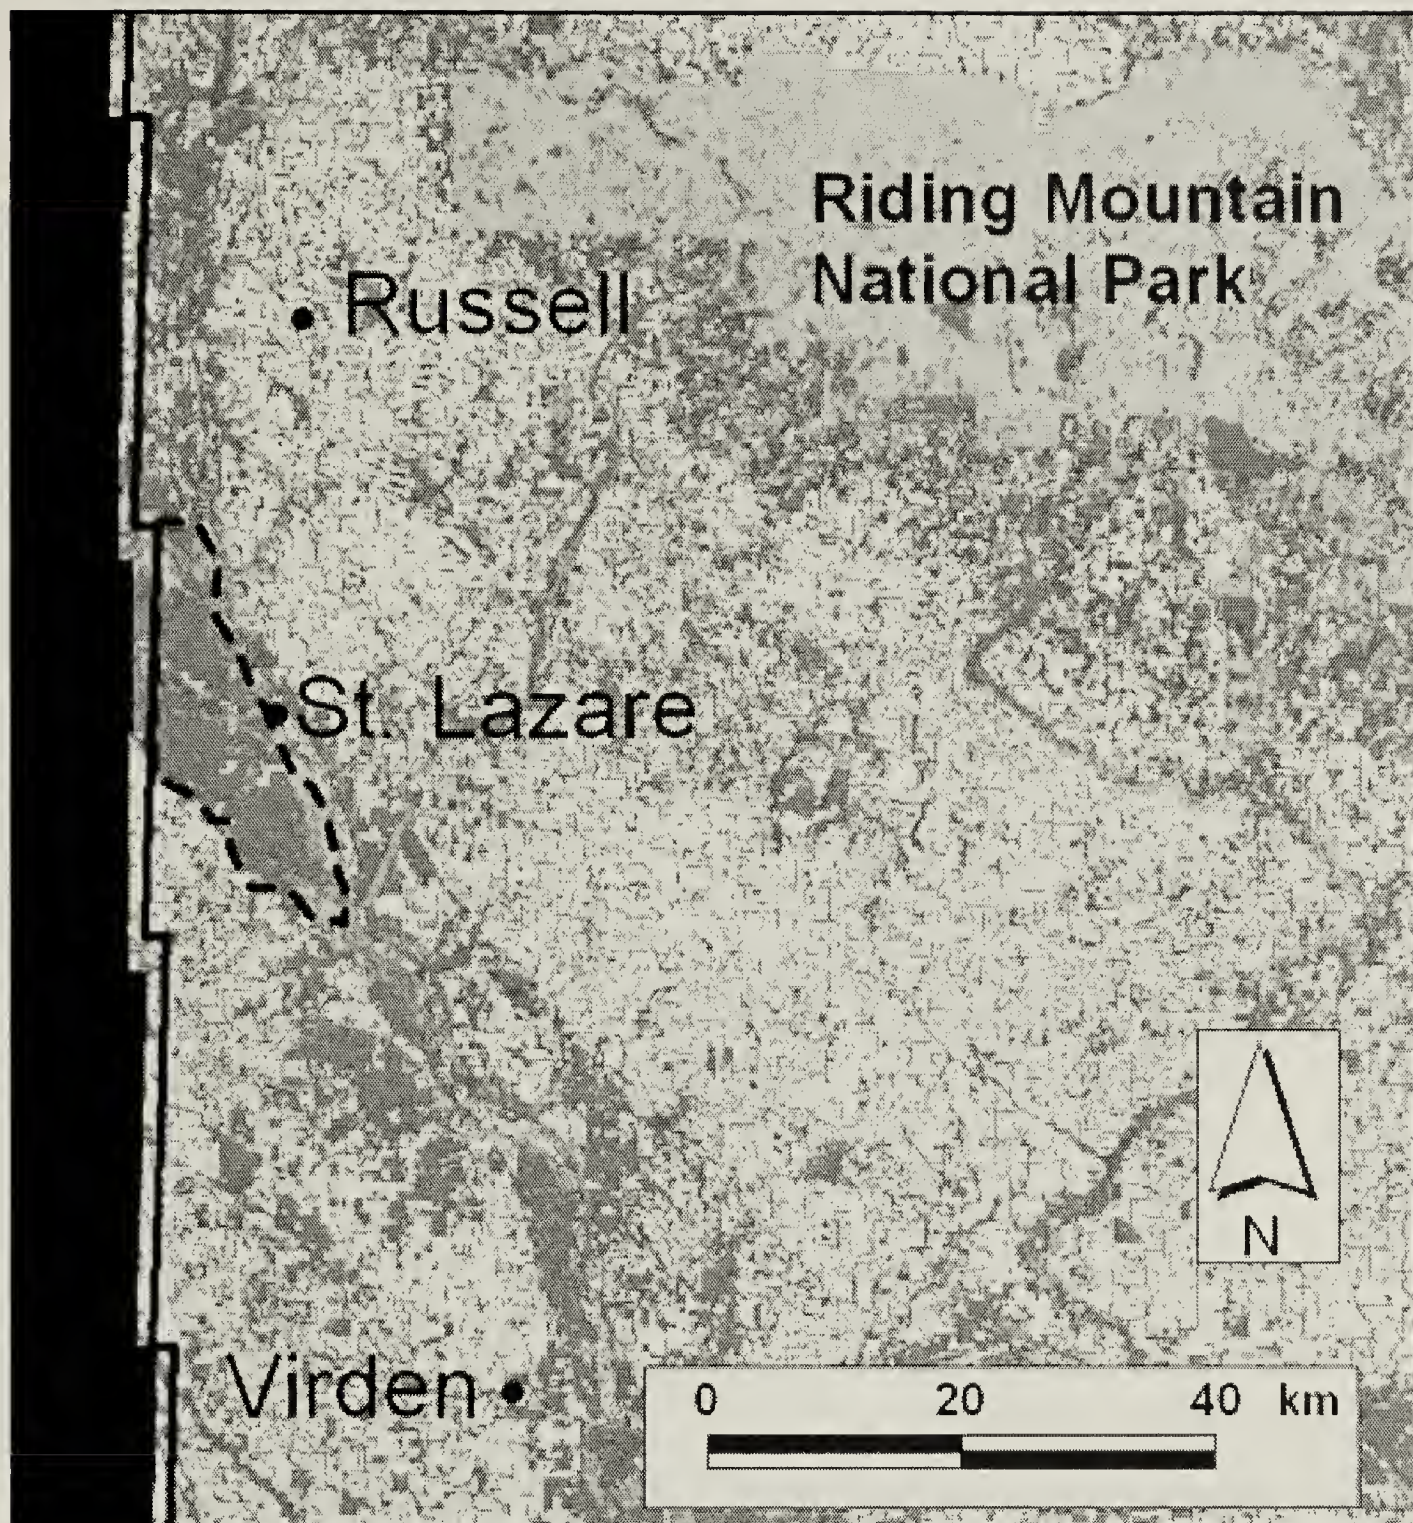 Riding Mountain
National Park
Russell
St. Lazare
N
Virden
0 20 40 km